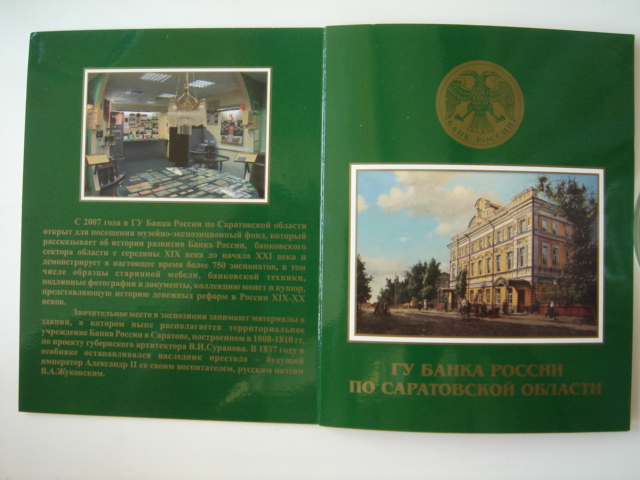 С 2007 года в ГУ Банка России по Саратовской области
открыт для посещения музейно-экспозиционный фонд, который
рассказывает об истории развития Банка России, банковского
сектора области с середины XIX века до начала XXI века и
демонстрирует в настоящее время более 750 экспонатов, в том
числе образцы старинной мебели, банковской техники,
подлинные фотографии и документы, коллекцию монет и купюр,
представляющую историю денежных реформ в России XIX-XX
веков.
Значительное место в экспозиции занимают материалы о
здании, в котором ныне располагается территориальное
учреждение Банка России в Саратове, построенном в 1808-1810 гг.
по проекту губернского архитектора В.И.Суранова. В 1837 году в
особняке останавливался наследник престола – будущий
император Александр II со своим воспитателем, русским поэтом
В.А.Жуковским.
БАНК РОССИИ
ГУ БАНКА РОССИИ
ПО САРАТОВСКОЙ ОБЛАСТИ